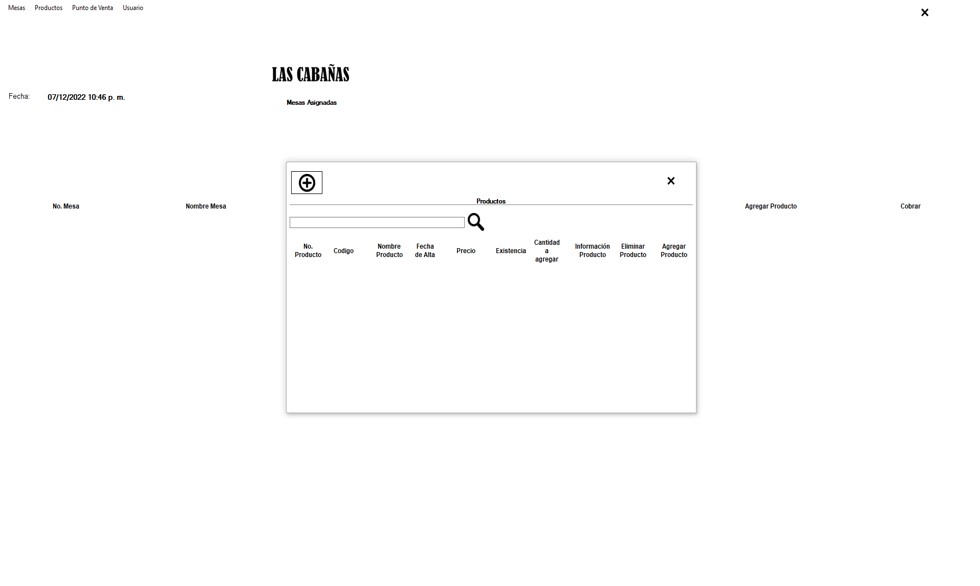 Mesas Productos Punto de Venta Usuario
LAS CABAÑAS
Fecha: 07/12/2022 10:46 p. m.
Mesas Asignadas
Productos
No. Mesa Nombre Mesa Agregar Producto Cobrar
No. Producto Codigo Nombre Producto Fecha de Alta Precio Existencia Cantidad a agregar Información Producto Eliminar Producto Agregar Producto